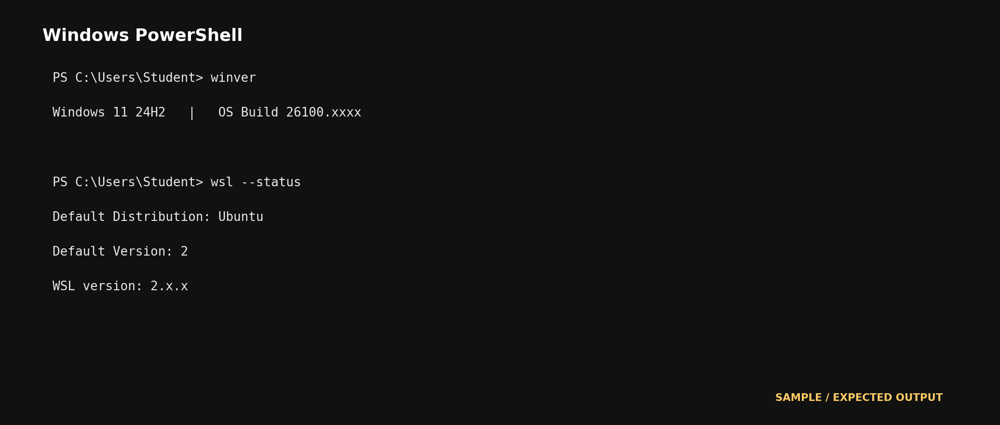 Windows PowerShell
PS C:\Users\Student> winver
Windows 11 24H2   |   OS Build 26100.xxxx
PS C:\Users\Student> wsl --status
Default Distribution: Ubuntu
Default Version: 2
WSL version: 2.x.x
SAMPLE / EXPECTED OUTPUT